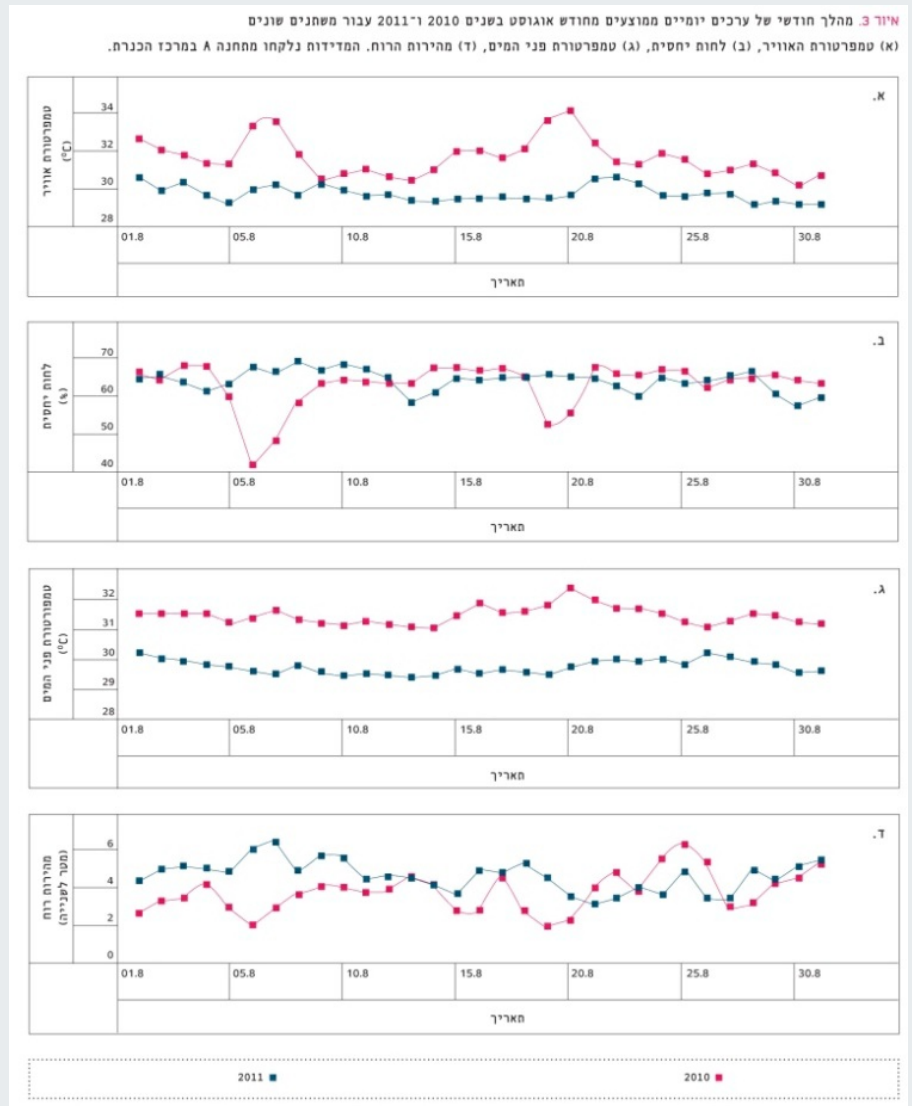 איור 3. מהלך חודשי של ערכים יומיים ממוצעים מחודש אוגוסט בשנים 2010 ו־2011 עבור משתנים שונים
(א) טמפרטורת האוויר, (ב) לחות יחסית, (ג) טמפרטורת פני המים, (ד) מהירות הרוח. המדידות נלקחו מתחנה A במרכז הכנרת.
א.
טמפרטורת אוויר
(°C)
34
32
30
28
01.8 05.8 10.8 15.8 20.8 25.8 30.8
תאריך
ב.
לחות יחסית
(%)
70
60
50
40
01.8 05.8 10.8 15.8 20.8 25.8 30.8
תאריך
ג.
טמפורטורת פני המים
(°C)
32
31
30
29
28
01.8 05.8 10.8 15.8 20.8 25.8 30.8
תאריך
ד.
מהירות רוח
(מטר לשנייה)
6
4
2
0
01.8 05.8 10.8 15.8 20.8 25.8 30.8
תאריך
2010
2011